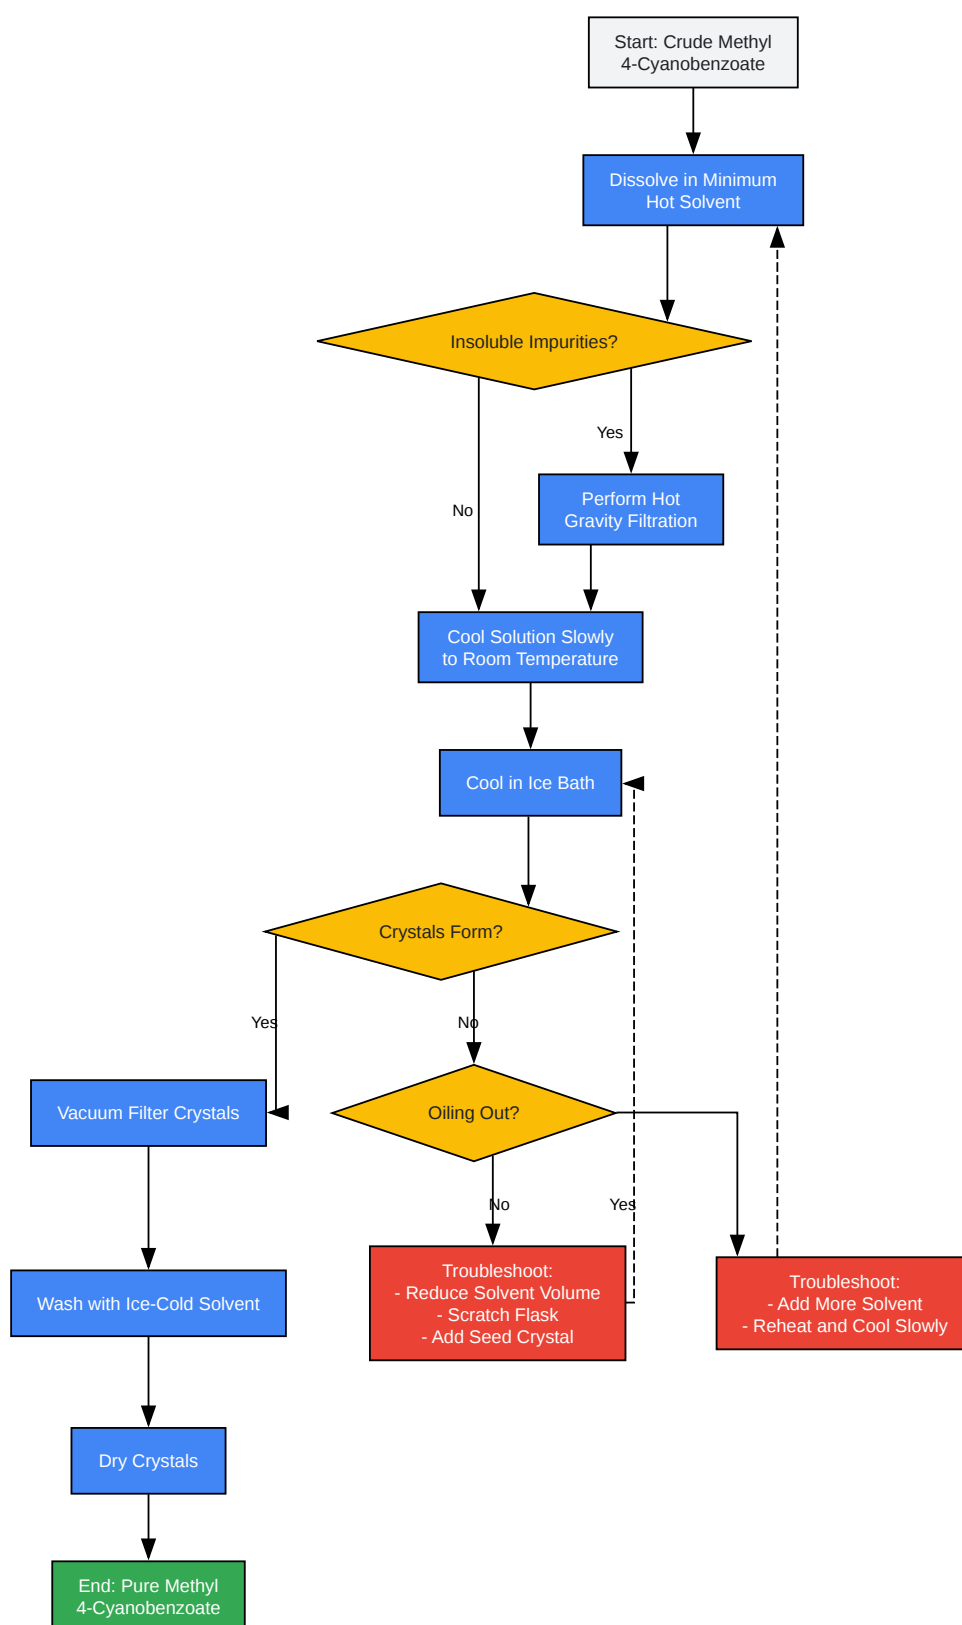 Start: Crude Methyl
4-Cyanobenzoate
Dissolve in Minimum
Hot Solvent
Insoluble Impurities?
Yes
Perform Hot
Gravity Filtration
No
Cool Solution Slowly
to Room Temperature
Cool in Ice Bath
Crystals Form?
Yes
No
Vacuum Filter Crystals
Oiling Out?
No
Yes
Troubleshoot:
- Reduce Solvent Volume
- Scratch Flask
- Add Seed Crystal
Troubleshoot:
- Add More Solvent
- Reheat and Cool Slowly
Wash with Ice-Cold Solvent
Dry Crystals
End: Pure Methyl
4-Cyanobenzoate